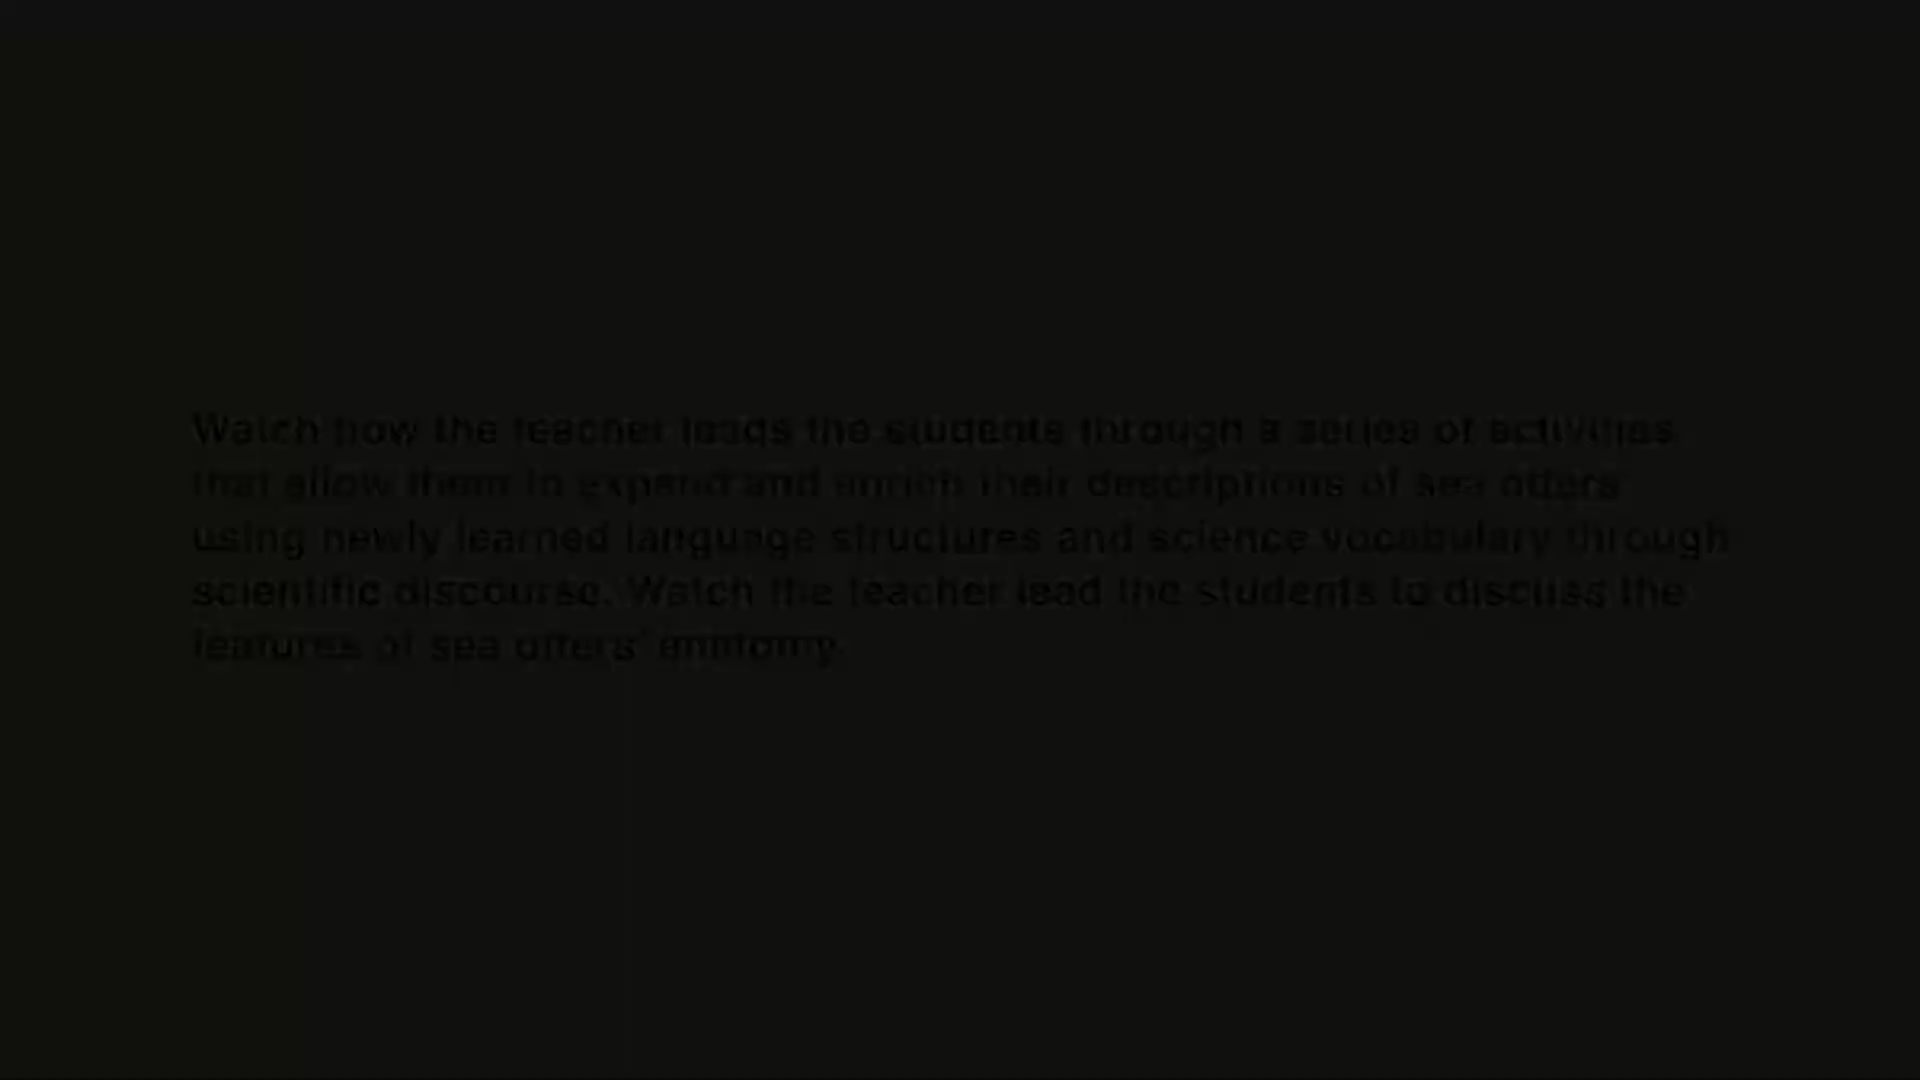 Watch how the teacher leads the students through a series of activities
that allow them to expand and enrich their descriptions of sea otters
using newly learned language structures and science vocabulary through
scientific discourse. Watch the teacher lead the students to discuss the
features of sea otters' anatomy.